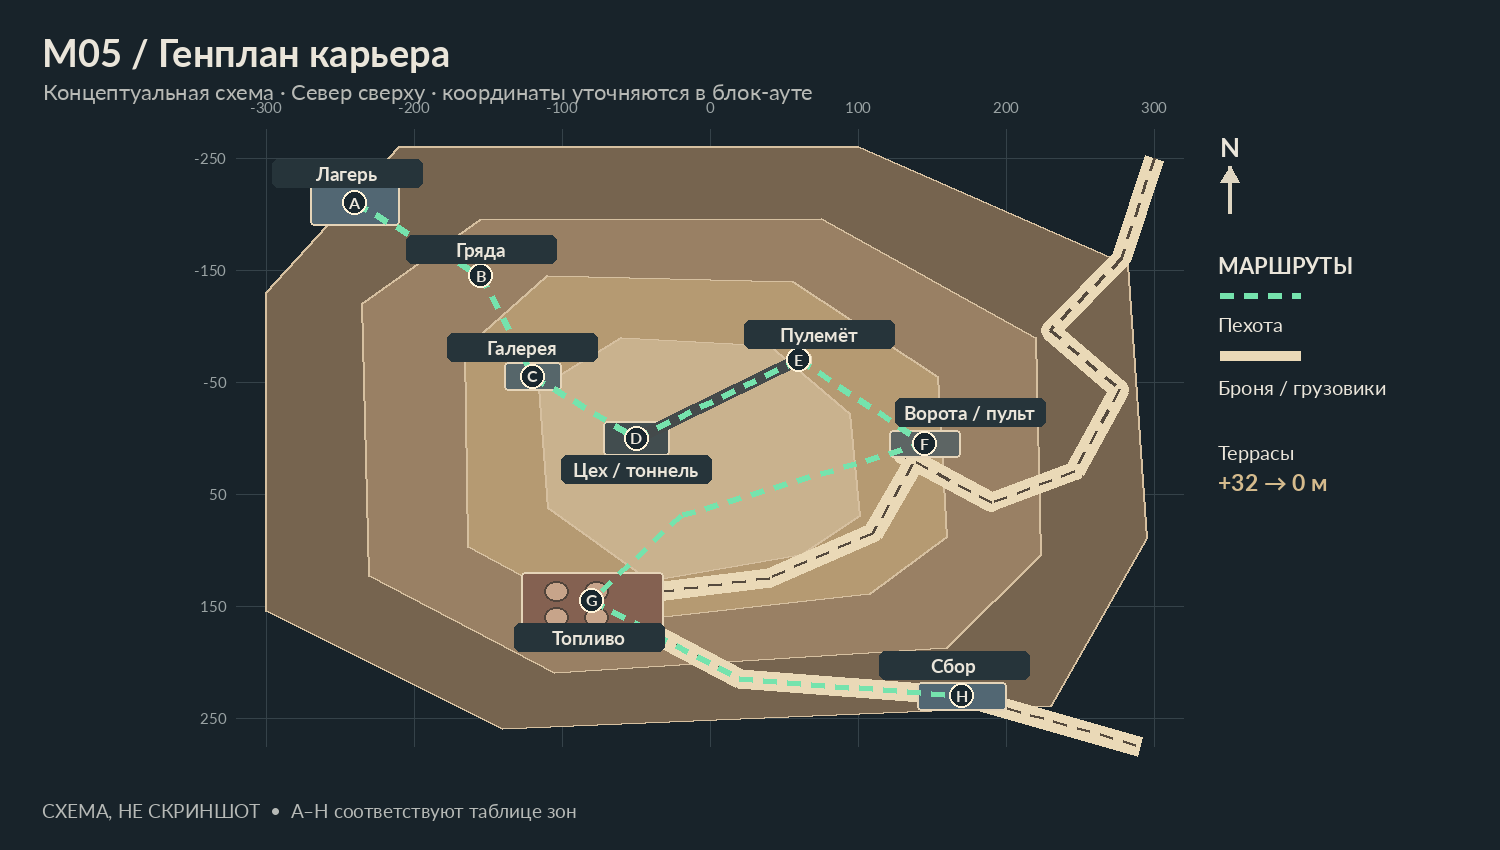 M05 / Генплан карьера
Концептуальная схема · Север сверху · координаты уточняются в блок-ауте
-300 -200 -100 0 100 200 300
-250
-150
-50
50
150
250
Лагерь
A
Гряда
B
Галерея
C
Пулемёт
E
Ворота / пульт
F
D
Цех / тоннель
G
Топливо
Сбор
H
N
МАРШРУТЫ
Пехота
Броня / грузовики
Террасы
+32 → 0 м
СХЕМА, НЕ СКРИНШОТ • A–H соответствуют таблице зон